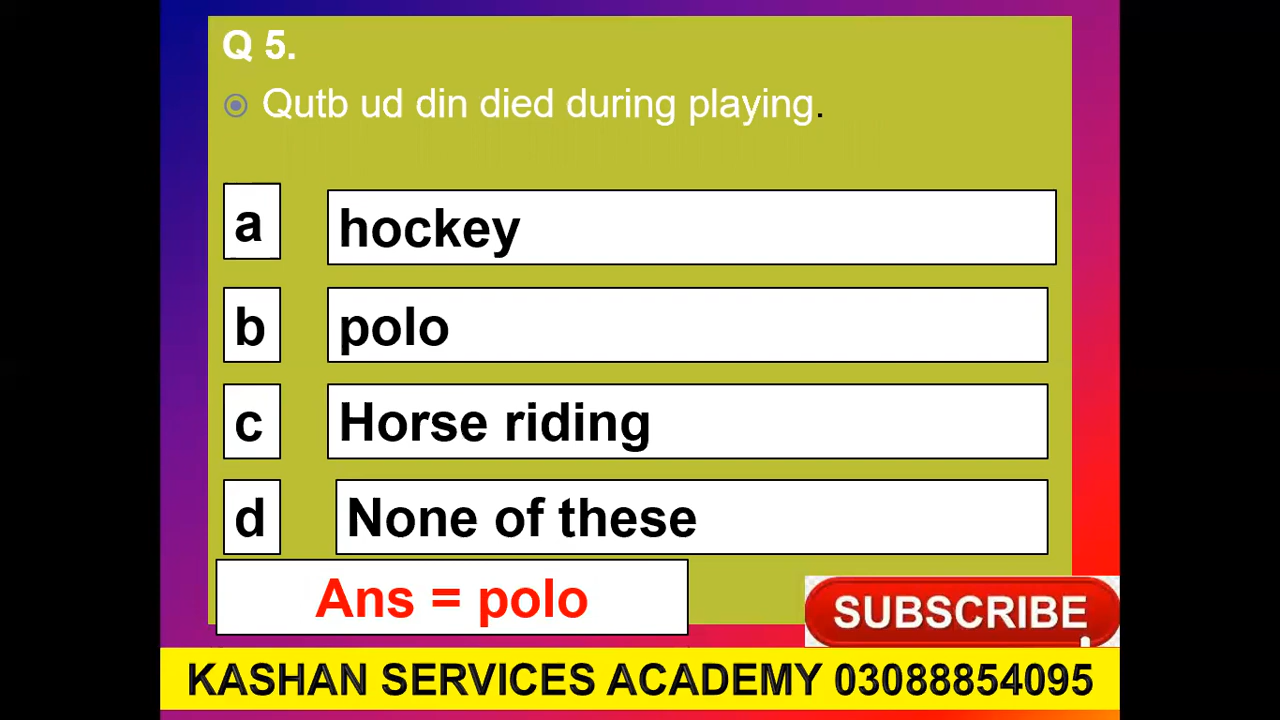 Q 5.
Qutb ud din died during playing.
a hockey
b polo
c Horse riding
d None of these
Ans = polo
SUBSCRIBE
KASHAN SERVICES ACADEMY 03088854095